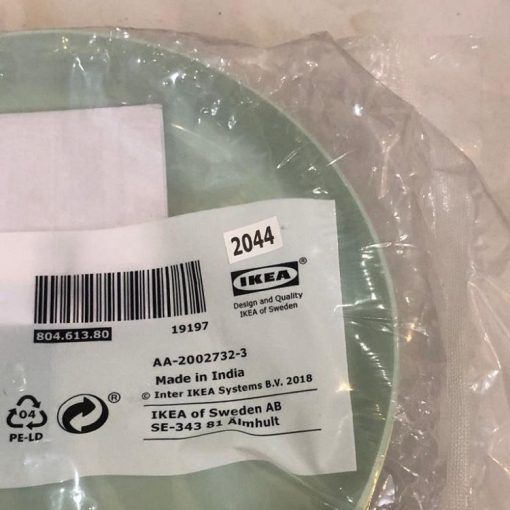 2044
IKEA
®
Design and Quality
IKEA of Sweden
804.613.80
19197
AA-2002732-3
Made in India
© Inter IKEA Systems B.V. 2018
IKEA of Sweden AB
SE-343 81 Älmhult
04
PE-LD
®